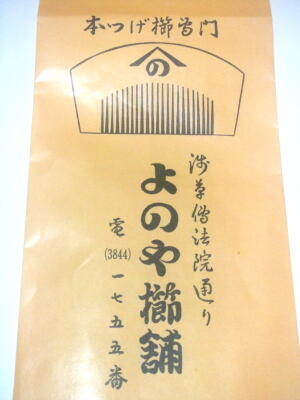 本つげ櫛専門
の
浅草伝法院通り
よのや櫛舗
電(3844)一七五五番